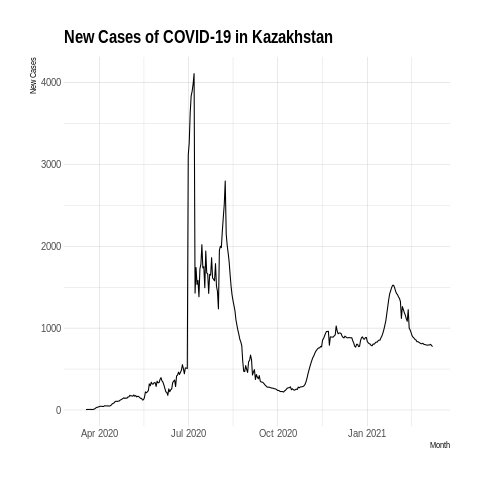 New Cases of COVID-19 in Kazakhstan
New Cases
4000
3000
2000
1000
0
Apr 2020 Jul 2020 Oct 2020 Jan 2021
Month